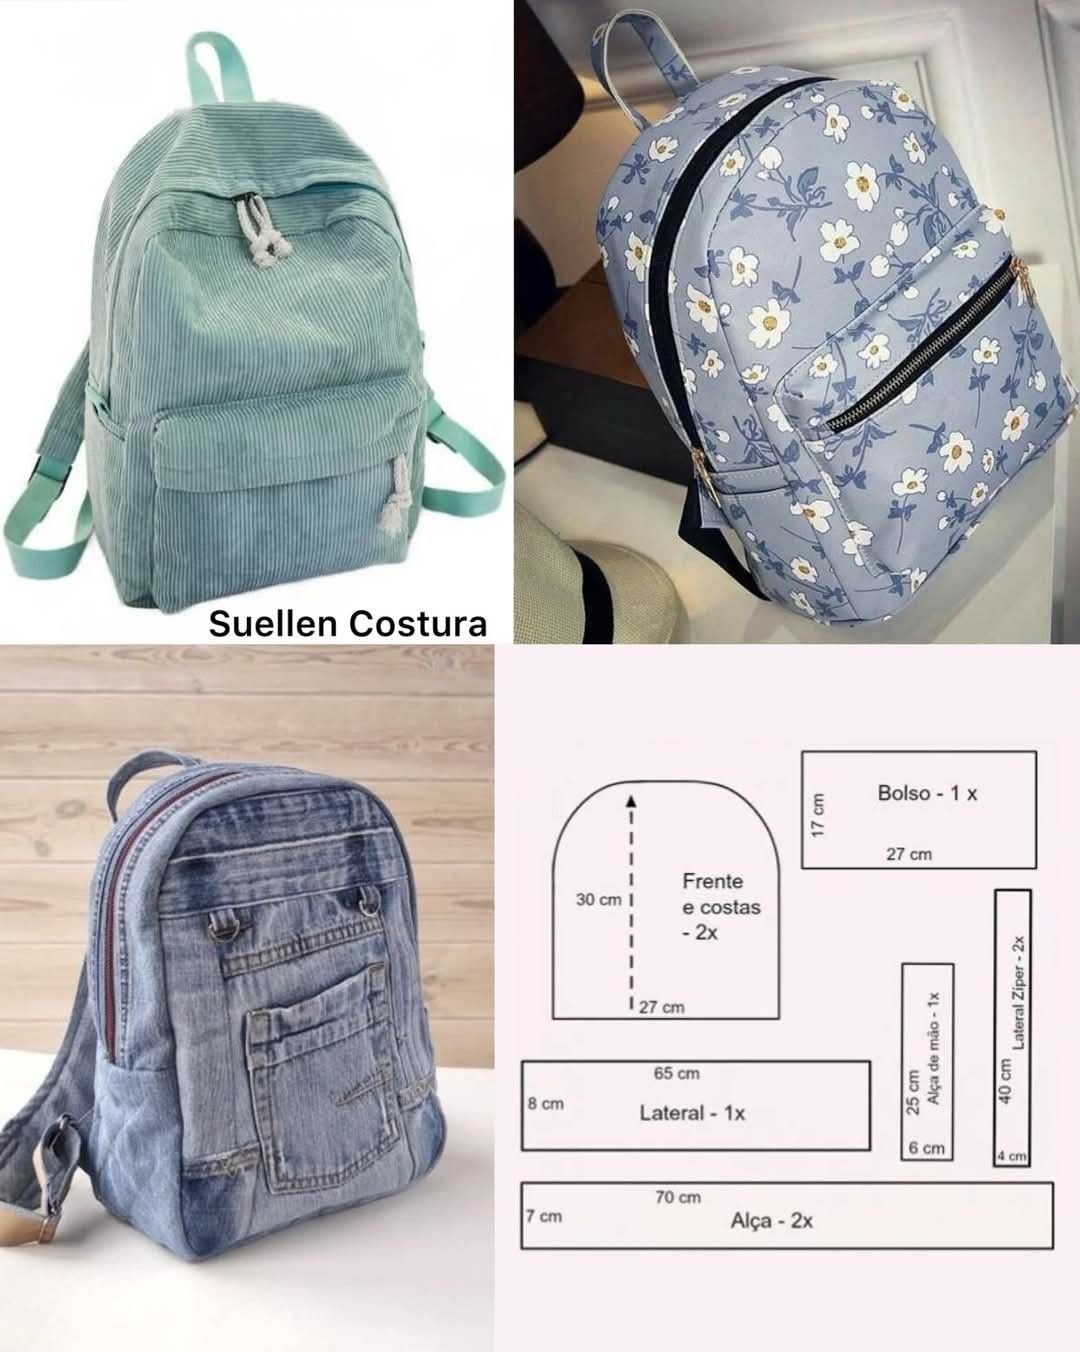 Suellen Costura
Bolso - 1 x
17 cm
27 cm
Frente
e costas
- 2x
30 cm
27 cm
Lateral Zíper - 2x
40 cm
4 cm
Alça de mão - 1x
25 cm
6 cm
65 cm
8 cm
Lateral - 1x
70 cm
7 cm
Alça - 2x